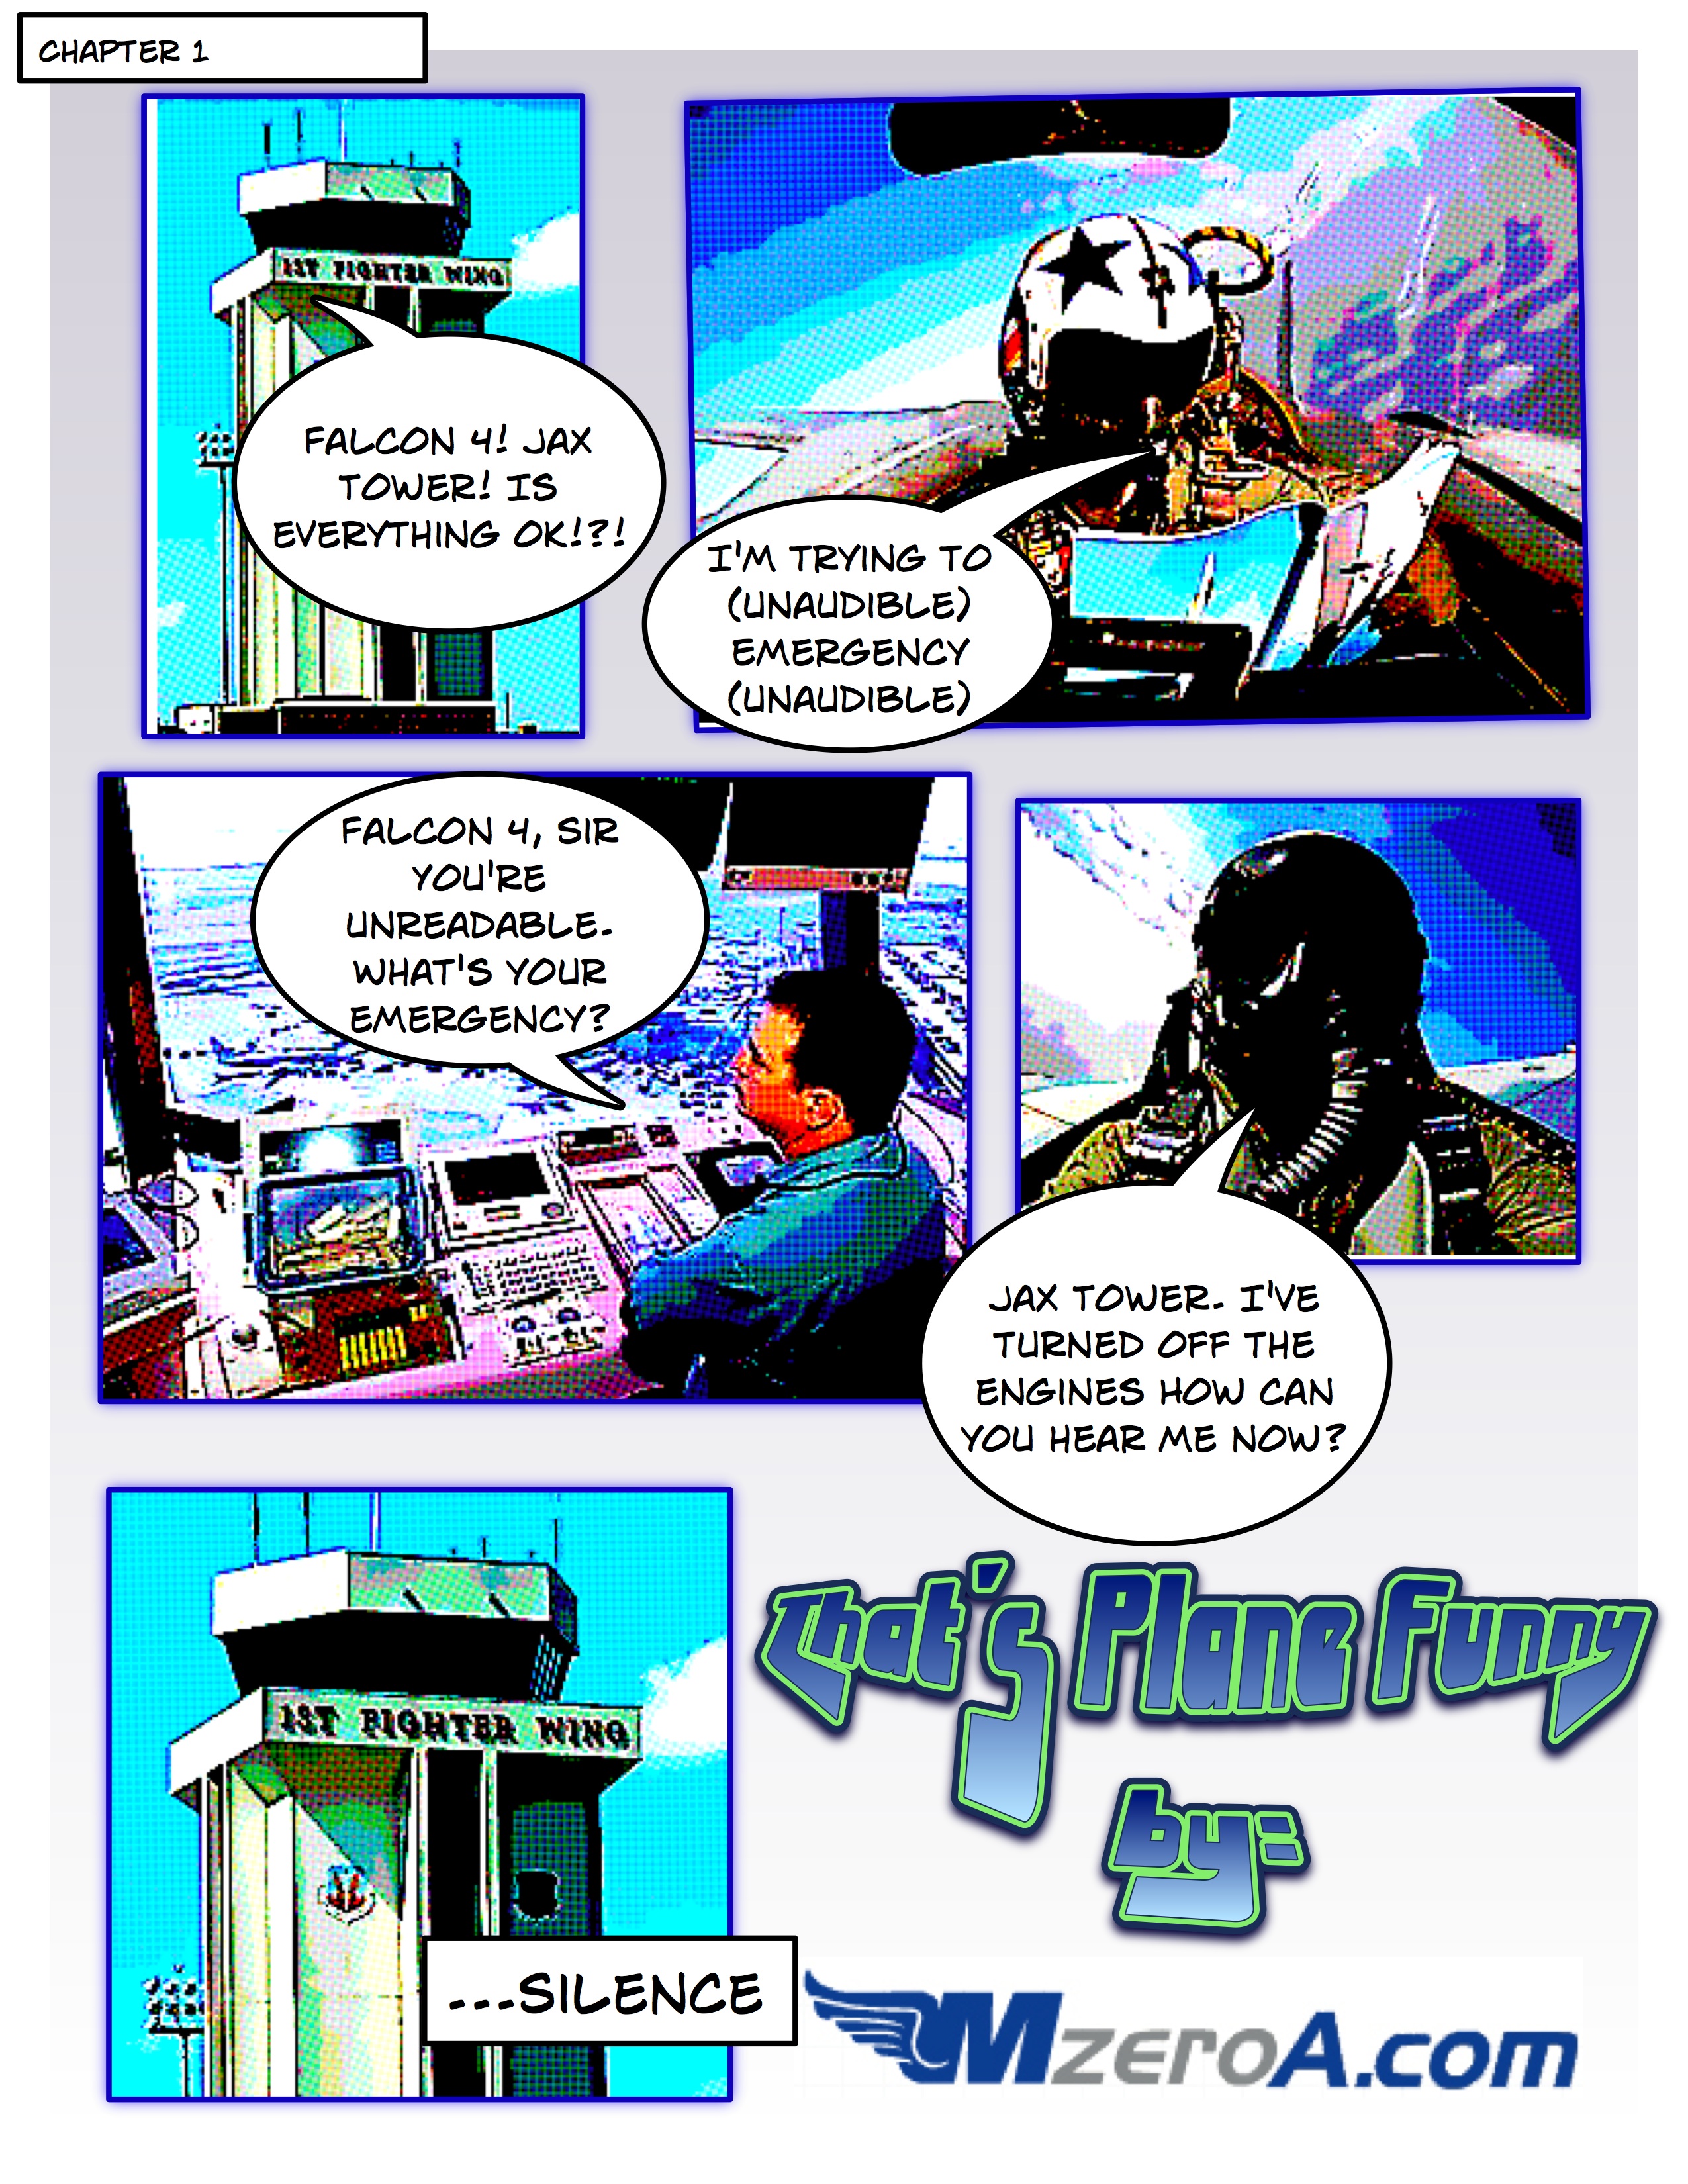 CHAPTER 1
1ST FIGHTER WING
FALCON 4! JAX
TOWER! IS
EVERYTHING OK!?!
I'M TRYING TO
(UNAUDIBLE)
EMERGENCY
(UNAUDIBLE)
FALCON 4, SIR
YOU'RE
UNREADABLE.
WHAT'S YOUR
EMERGENCY?
JAX TOWER. I'VE
TURNED OFF THE
ENGINES HOW CAN
YOU HEAR ME NOW?
1ST FIGHTER WING
...SILENCE
That's Plane Funny
by:
MzeroA.com